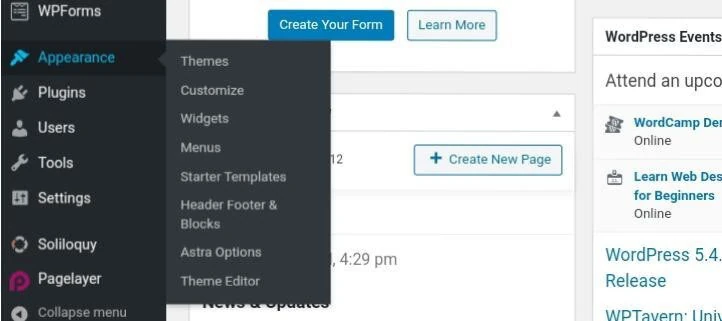 WPForms
Appearance
Plugins
Users
Tools
Settings
Soliloquy
Pagelayer
Collapse menu
Themes
Customize
Widgets
Menus
Starter Templates
Header Footer &
Blocks
Astra Options
Theme Editor
Create Your Form
Learn More
12
+ Create New Page
, 4:29 pm
News & Updates
WordPress Events
Attend an upco
WordCamp Der
Online
Learn Web Des
for Beginners
Online
WordPress 5.4.
Release
WPTavern: Univ